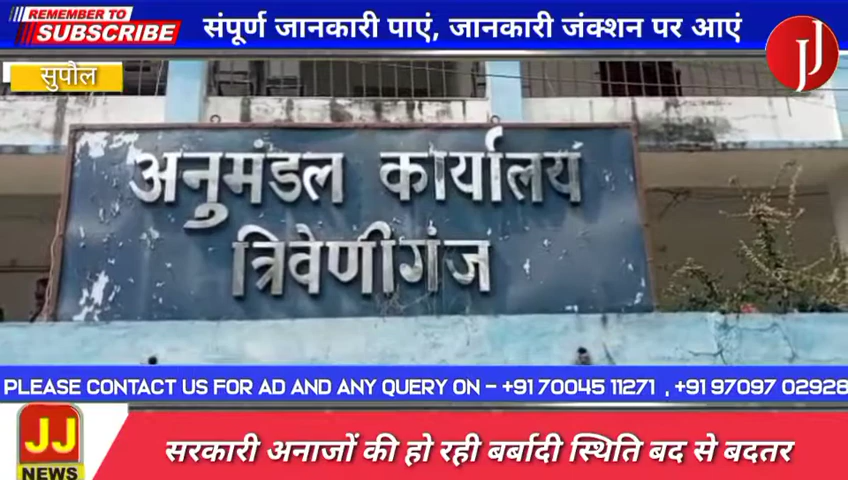 REMEMBER TO
SUBSCRIBE
संपूर्ण जानकारी पाएं, जानकारी जंक्शन पर आएं
JJ
सुपौल
अनुमंडल कार्यालय
त्रिवेणीगंज
PLEASE CONTACT US FOR AD AND ANY QUERY ON - +91 70045 11271 , +91 97097 02928
JJ
NEWS
सरकारी अनाजों की हो रही बर्बादी स्थिति बद से बदतर